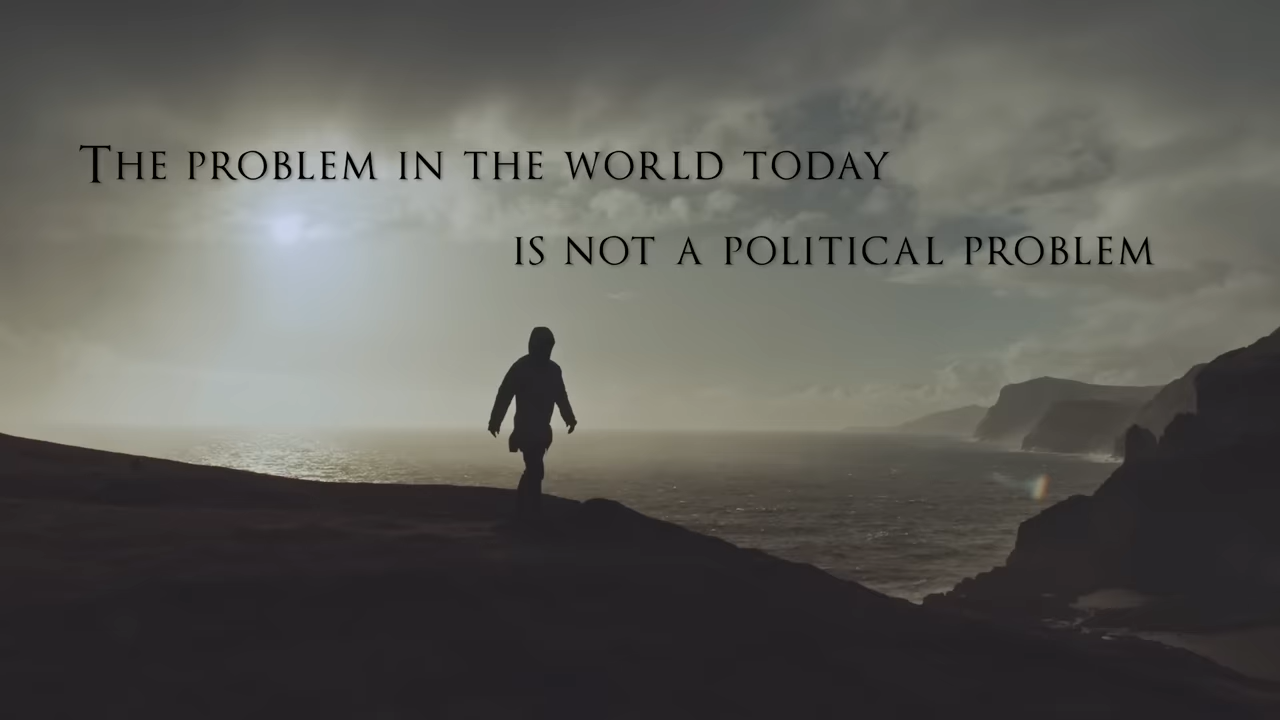 The problem in the world today
is not a political problem